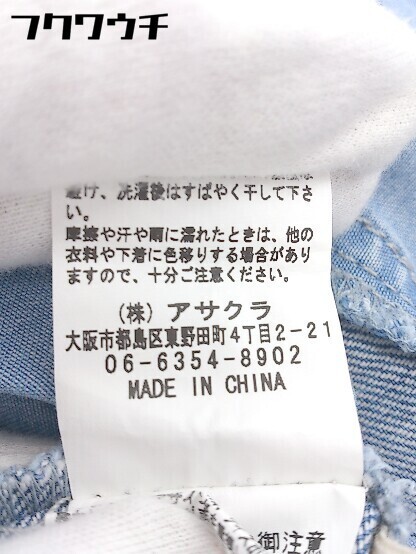 フクワウチ
避け、洗濯後はすばやく干して下さ
い。
摩擦や汗や雨に濡れたときは、他の
衣料や下着に色移りする場合があり
ますので、十分ご注意ください。
(株) アサクラ
大阪市都島区東野田町4丁目2-21
06-6354-8902
MADE IN CHINA
御注意